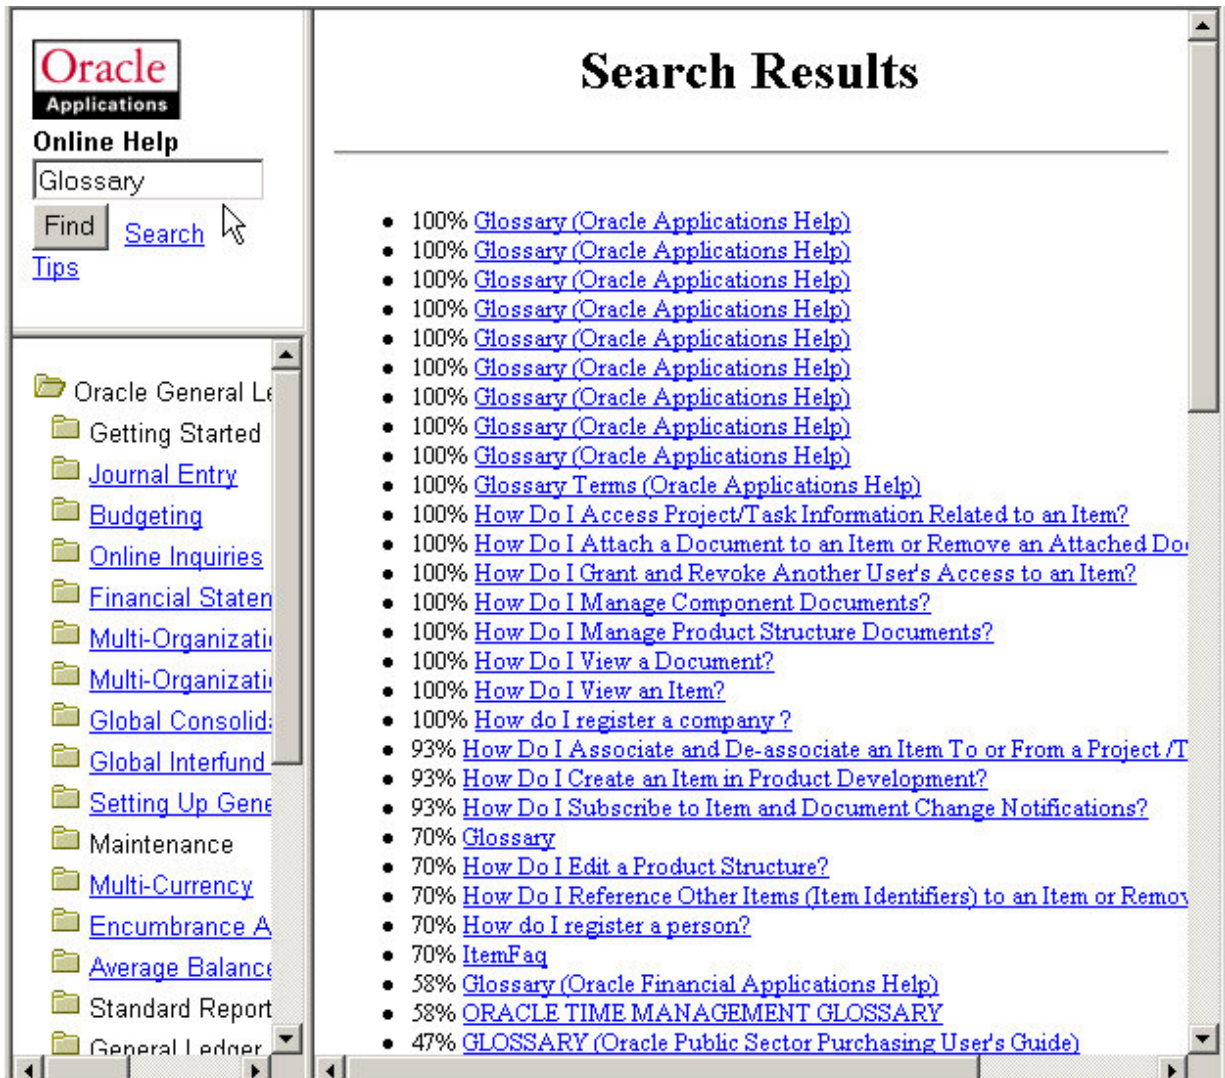 Oracle
Applications
Online Help
Glossary
Find Search
Tips
Oracle General Le
Getting Started
Journal Entry
Budgeting
Online Inquiries
Financial Staten
Multi-Organizati
Multi-Organizati
Global Consolid
Global Interfund
Setting Up Gene
Maintenance
Multi-Currency
Encumbrance A
Average Balance
Standard Report
General Ledger
Search Results
100% Glossary (Oracle Applications Help)
100% Glossary (Oracle Applications Help)
100% Glossary (Oracle Applications Help)
100% Glossary (Oracle Applications Help)
100% Glossary (Oracle Applications Help)
100% Glossary (Oracle Applications Help)
100% Glossary (Oracle Applications Help)
100% Glossary (Oracle Applications Help)
100% Glossary (Oracle Applications Help)
100% Glossary Terms (Oracle Applications Help)
100% How Do I Access Project/Task Information Related to an Item?
100% How Do I Attach a Document to an Item or Remove an Attached Do
100% How Do I Grant and Revoke Another User's Access to an Item?
100% How Do I Manage Component Documents?
100% How Do I Manage Product Structure Documents?
100% How Do I View a Document?
100% How Do I View an Item?
100% How do I register a company ?
93% How Do I Associate and De-associate an Item To or From a Project /T
93% How Do I Create an Item in Product Development?
93% How Do I Subscribe to Item and Document Change Notifications?
70% Glossary
70% How Do I Edit a Product Structure?
70% How Do I Reference Other Items (Item Identifiers) to an Item or Remov
70% How do I register a person?
70% ItemFaq
58% Glossary (Oracle Financial Applications Help)
58% ORACLE TIME MANAGEMENT GLOSSARY
47% GLOSSARY (Oracle Public Sector Purchasing User's Guide)